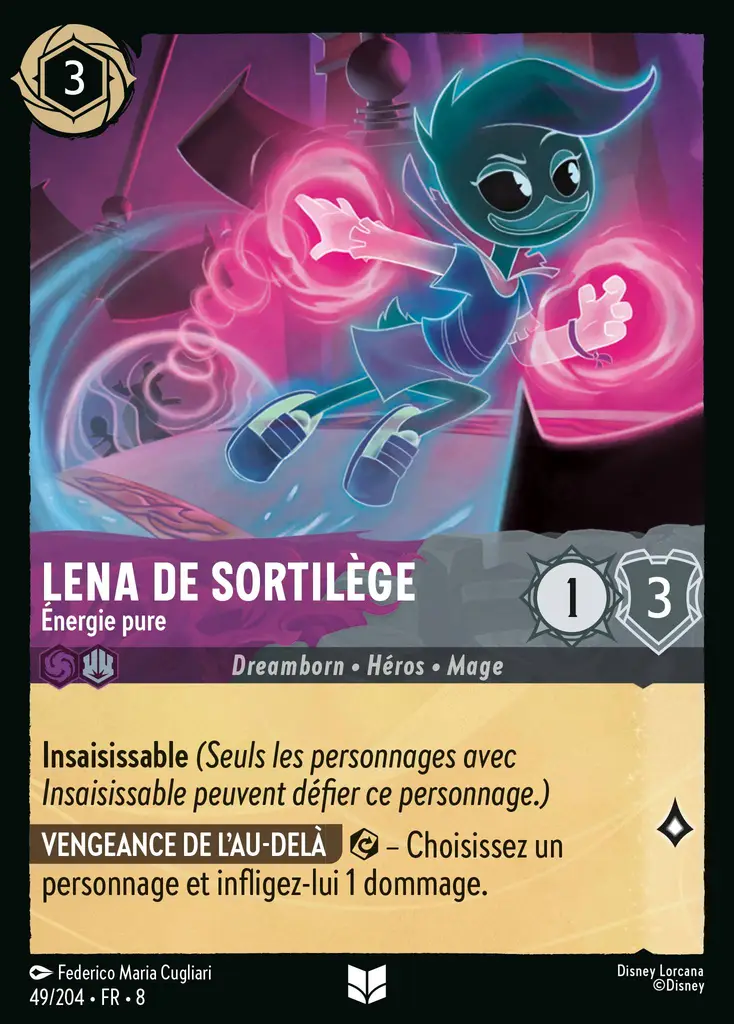 3
LENA DE SORTILÈGE
Énergie pure
1
3
Dreamborn • Héros • Mage
Insaisissable (Seuls les personnages avec
Insaisissable peuvent défier ce personnage.)
VENGEANCE DE L'AU-DELÀ – Choisissez un
personnage et infligez-lui 1 dommage.
Federico Maria Cugliari
49/204 • FR • 8
Disney Lorcana
©Disney